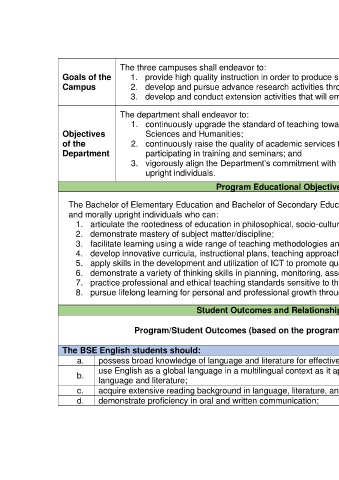 The three campuses shall endeavor to:
Goals of the
Campus
1. provide high quality instruction in order to produce s
2. develop and pursue advance research activities thro
3. develop and conduct extension activities that will em
The department shall endeavor to:
Objectives
of the
Department
1. continuously upgrade the standard of teaching towa
Sciences and Humanities;
2. continuously raise the quality of academic services t
participating in training and seminars; and
3. vigorously align the Department's commitment with
upright individuals.
Program Educational Objective
The Bachelor of Elementary Education and Bachelor of Secondary Educ
and morally upright individuals who can:
1. articulate the rootedness of education in philosophical, socio-cultur
2. demonstrate mastery of subject matter/discipline;
3. facilitate learning using a wide range of teaching methodologies an
4. develop innovative curricula, instructional plans, teaching approach
5. apply skills in the development and utilization of ICT to promote qu
6. demonstrate a variety of thinking skills in planning, monitoring, ass
7. practice professional and ethical teaching standards sensitive to th
8. pursue lifelong learning for personal and professional growth throu
Student Outcomes and Relationship
Program/Student Outcomes (based on the program
The BSE English students should:
a. possess broad knowledge of language and literature for effective
b. use English as a global language in a multilingual context as it ap
language and literature;
c. acquire extensive reading background in language, literature, an
d. demonstrate proficiency in oral and written communication;